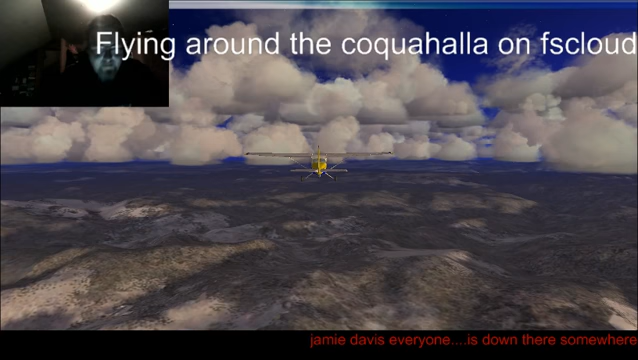 Flying around the coquahalla on fscloud
jamie davis everyone....is down there somewhere